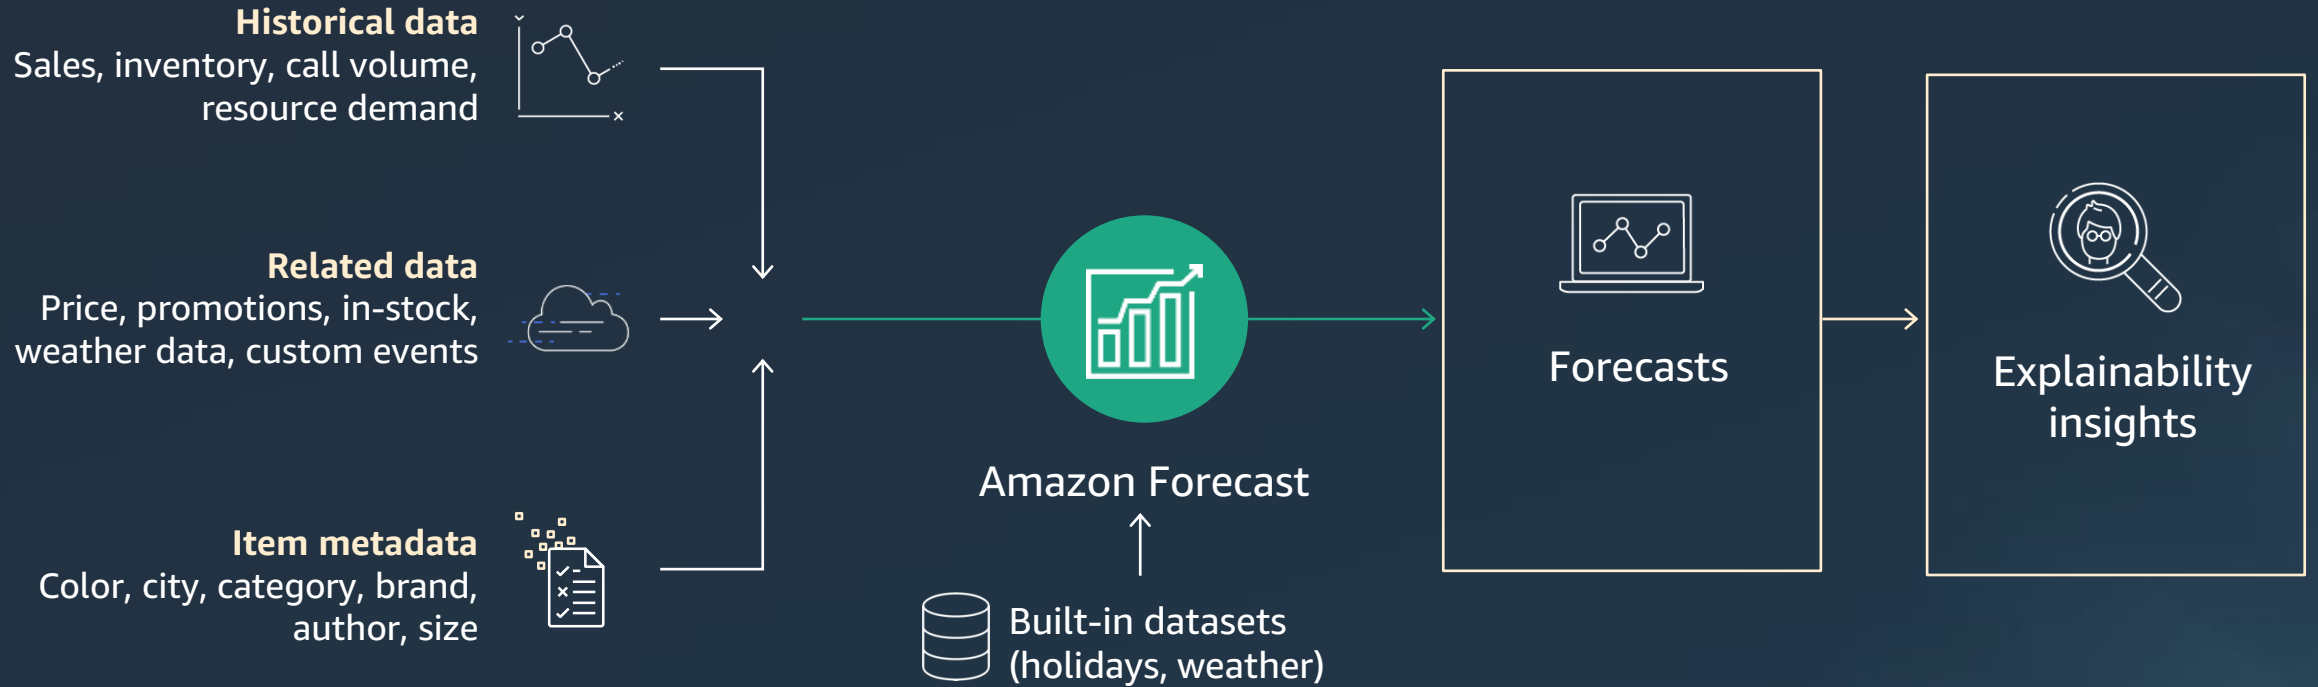 Historical data
Sales, inventory, call volume,
resource demand
Related data
Price, promotions, in-stock,
weather data, custom events
Item metadata
Color, city, category, brand,
author, size
Amazon Forecast
Built-in datasets
(holidays, weather)
Forecasts
Explainability
insights